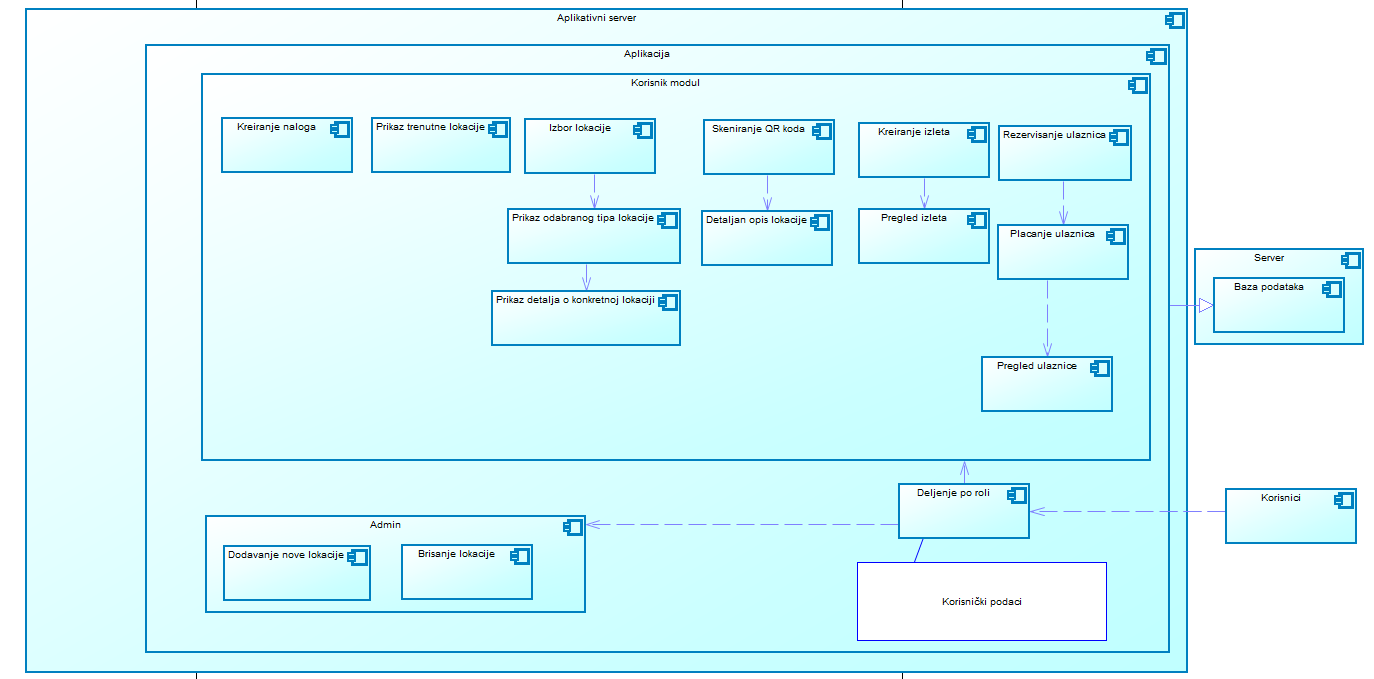 Aplikativni server
Aplikacija
Korisnik modul
Kreiranje naloga
Prikaz trenutne lokacije
Izbor lokacije
Skeniranje QR koda
Kreiranje izleta
Rezervisanje ulaznica
Prikaz odabranog tipa lokacije
Detaljan opis lokacije
Pregled izleta
Placanje ulaznica
Prikaz detalja o konkretnoj lokaciji
Pregled ulaznice
Server
Baza podataka
Deljenje po roli
Korisnici
Admin
Dodavanje nove lokacije
Brisanje lokacije
Korisnički podaci